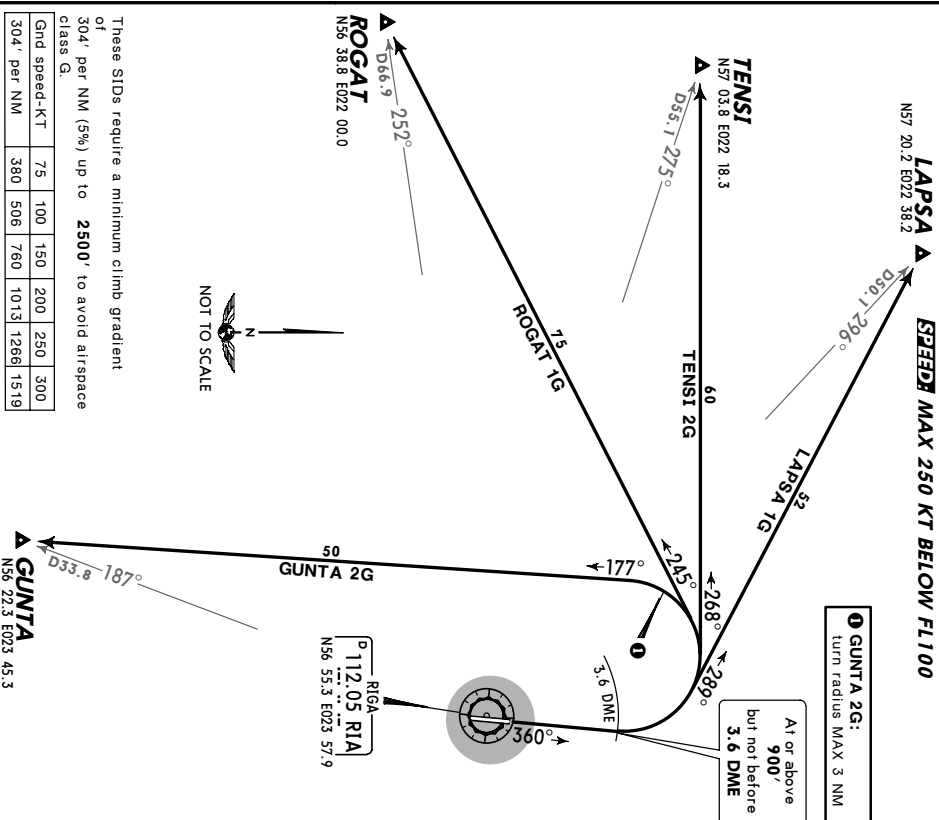 SPEED: MAX 250 KT BELOW FL100
LAPSA
N57 20.2 E022 38.2
D50.1 296°
52
LAPSA 1G
289°
❶ GUNTA 2G:
turn radius MAX 3 NM
At or above
900'
but not before
3.6 DME
TENSI
N57 03.8 E022 18.3
D55.1 275°
60
TENSI 2G
268°
ROGAT
N56 38.8 E022 00.0
D66.9 252°
75
ROGAT 1G
245°
177°
❶
3.6 DME
360°
RIGA
D 112.05 RIA
N56 55.3 E023 57.9
50
GUNTA 2G
D33.8 187°
GUNTA
N56 22.3 E023 45.3
N
NOT TO SCALE
These SIDs require a minimum climb gradient
of
304' per NM (5%) up to 2500' to avoid airspace
class G.
Gnd speed-KT 75 100 150 200 250 300
304' per NM 380 506 760 1013 1266 1519